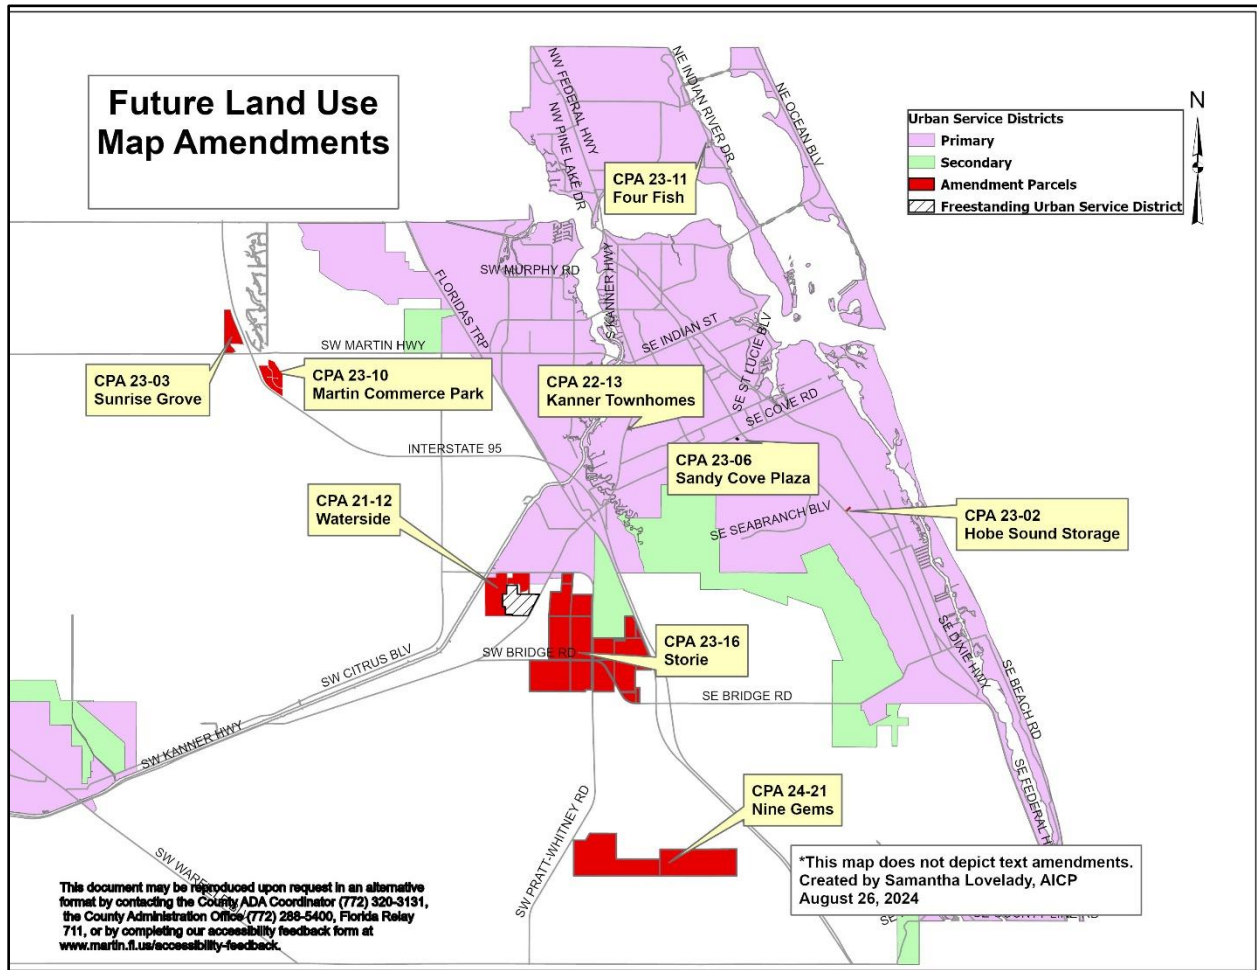 Future Land Use
Map Amendments
NW FEDERAL HWY
NW PINE LAKE DR
NE INDIAN RIVER DR
NE OCEAN BLV
Urban Service Districts
Primary
Secondary
Amendment Parcels
Freestanding Urban Service District
N
CPA 23-11
Four Fish
SW MURPHY RD
FLORIDAS TRP
S KANNER HWY
SE INDIAN ST
SE ST LUCIE BLV
SE COVE RD
SW MARTIN HWY
CPA 23-03
Sunrise Grove
CPA 23-10
Martin Commerce Park
CPA 22-13
Kanner Townhomes
INTERSTATE 95
CPA 23-06
Sandy Cove Plaza
CPA 21-12
Waterside
SE SEABRANCH BLV
CPA 23-02
Hobe Sound Storage
CPA 23-16
Storie
SW BRIDGE RD
SW CITRUS BLV
SE BRIDGE RD
SE DIXIE HWY
SE BEACH RD
SW KANNER HWY
SE FEDERAL H
CPA 24-21
Nine Gems
SW PRATT-WHITNEY RD
*This map does not depict text amendments.
Created by Samantha Lovelady, AICP
August 26, 2024
This document may be reproduced upon request in an alternative
format by contacting the County ADA Coordinator (772) 320-3131,
the County Administration Office (772) 288-5400, Florida Relay
711, or by completing our accessibility feedback form at
www.martin.fl.us/accessibility-feedback.